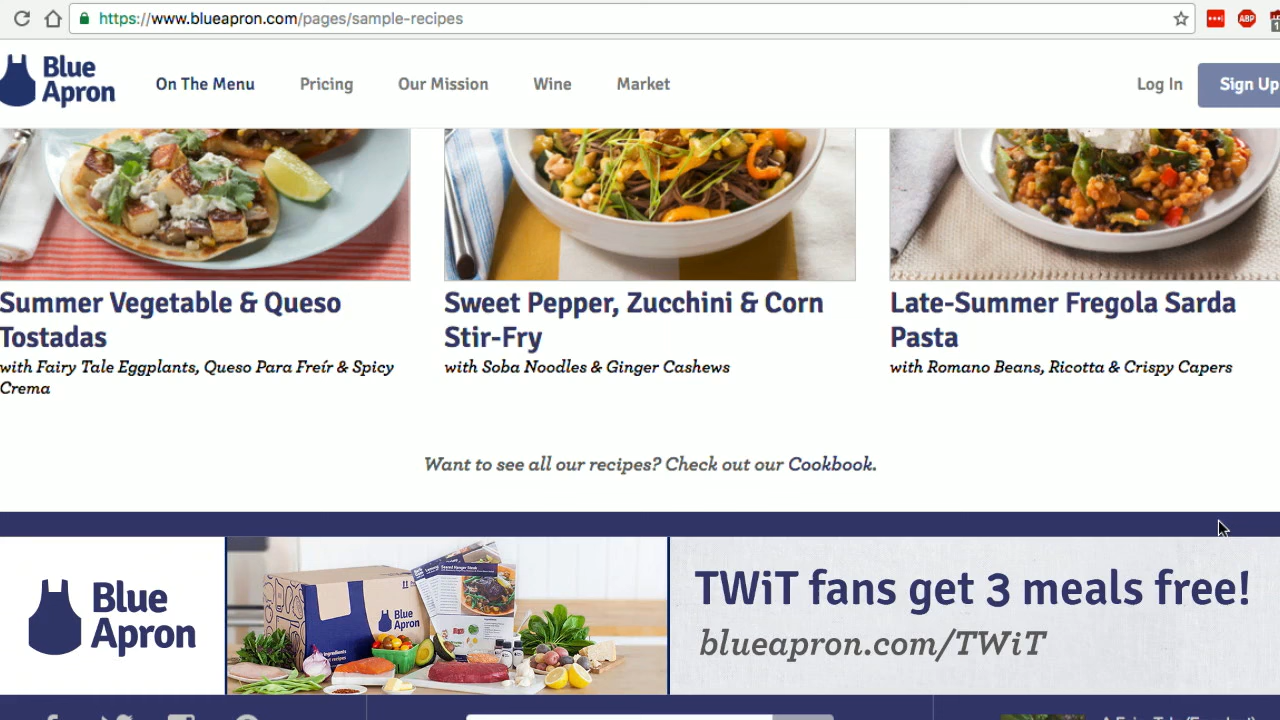 https://www.blueapron.com/pages/sample-recipes
ABP
1
Blue
Apron
On The Menu
Pricing
Our Mission
Wine
Market
Log In
Sign Up
Summer Vegetable & Queso
Tostadas
with Fairy Tale Eggplants, Queso Para Freír & Spicy
Crema
Sweet Pepper, Zucchini & Corn
Stir-Fry
with Soba Noodles & Ginger Cashews
Late-Summer Fregola Sarda
Pasta
with Romano Beans, Ricotta & Crispy Capers
Want to see all our recipes? Check out our Cookbook.
Blue
Apron
Blue
Apron
TWiT fans get 3 meals free!
blueapron.com/TWiT